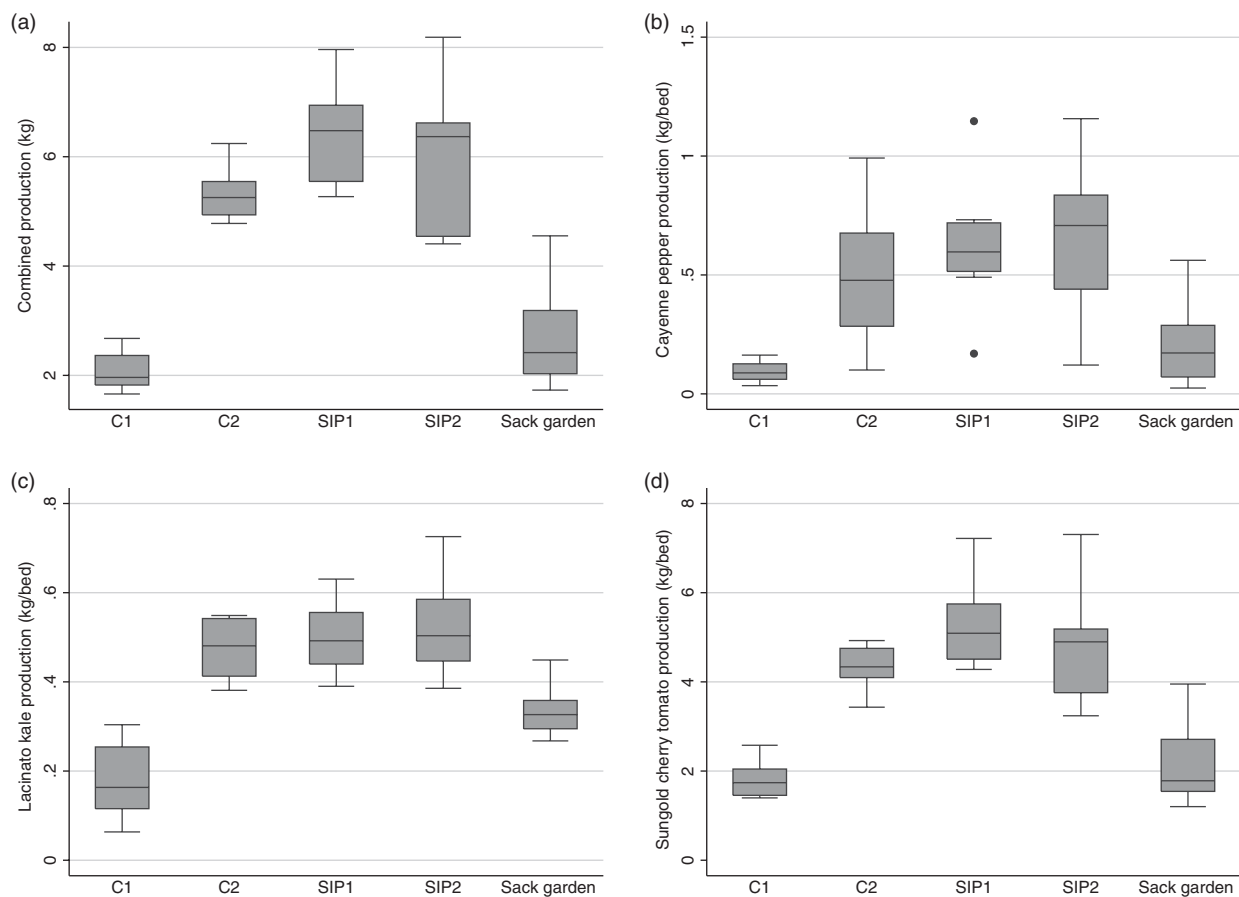 (a)
Combined production (kg)
8
6
4
2
C1 C2 SIP1 SIP2 Sack garden
(b)
Cayenne pepper production (kg/bed)
1.5
1
.5
0
C1 C2 SIP1 SIP2 Sack garden
(c)
Lacinato kale production (kg/bed)
.8
.6
.4
.2
0
C1 C2 SIP1 SIP2 Sack garden
(d)
Sungold cherry tomato production (kg/bed)
8
6
4
2
0
C1 C2 SIP1 SIP2 Sack garden